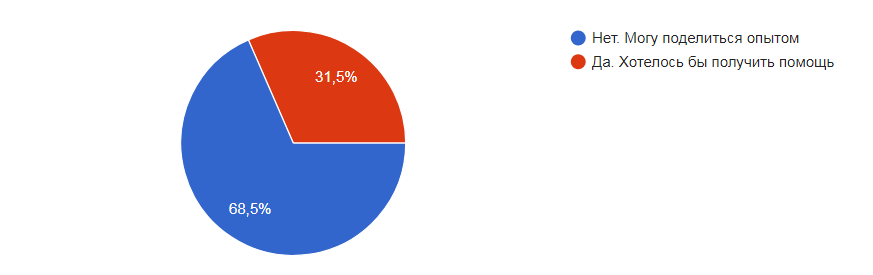 Нет. Могу поделиться опытом
Да. Хотелось бы получить помощь
31,5%
68,5%